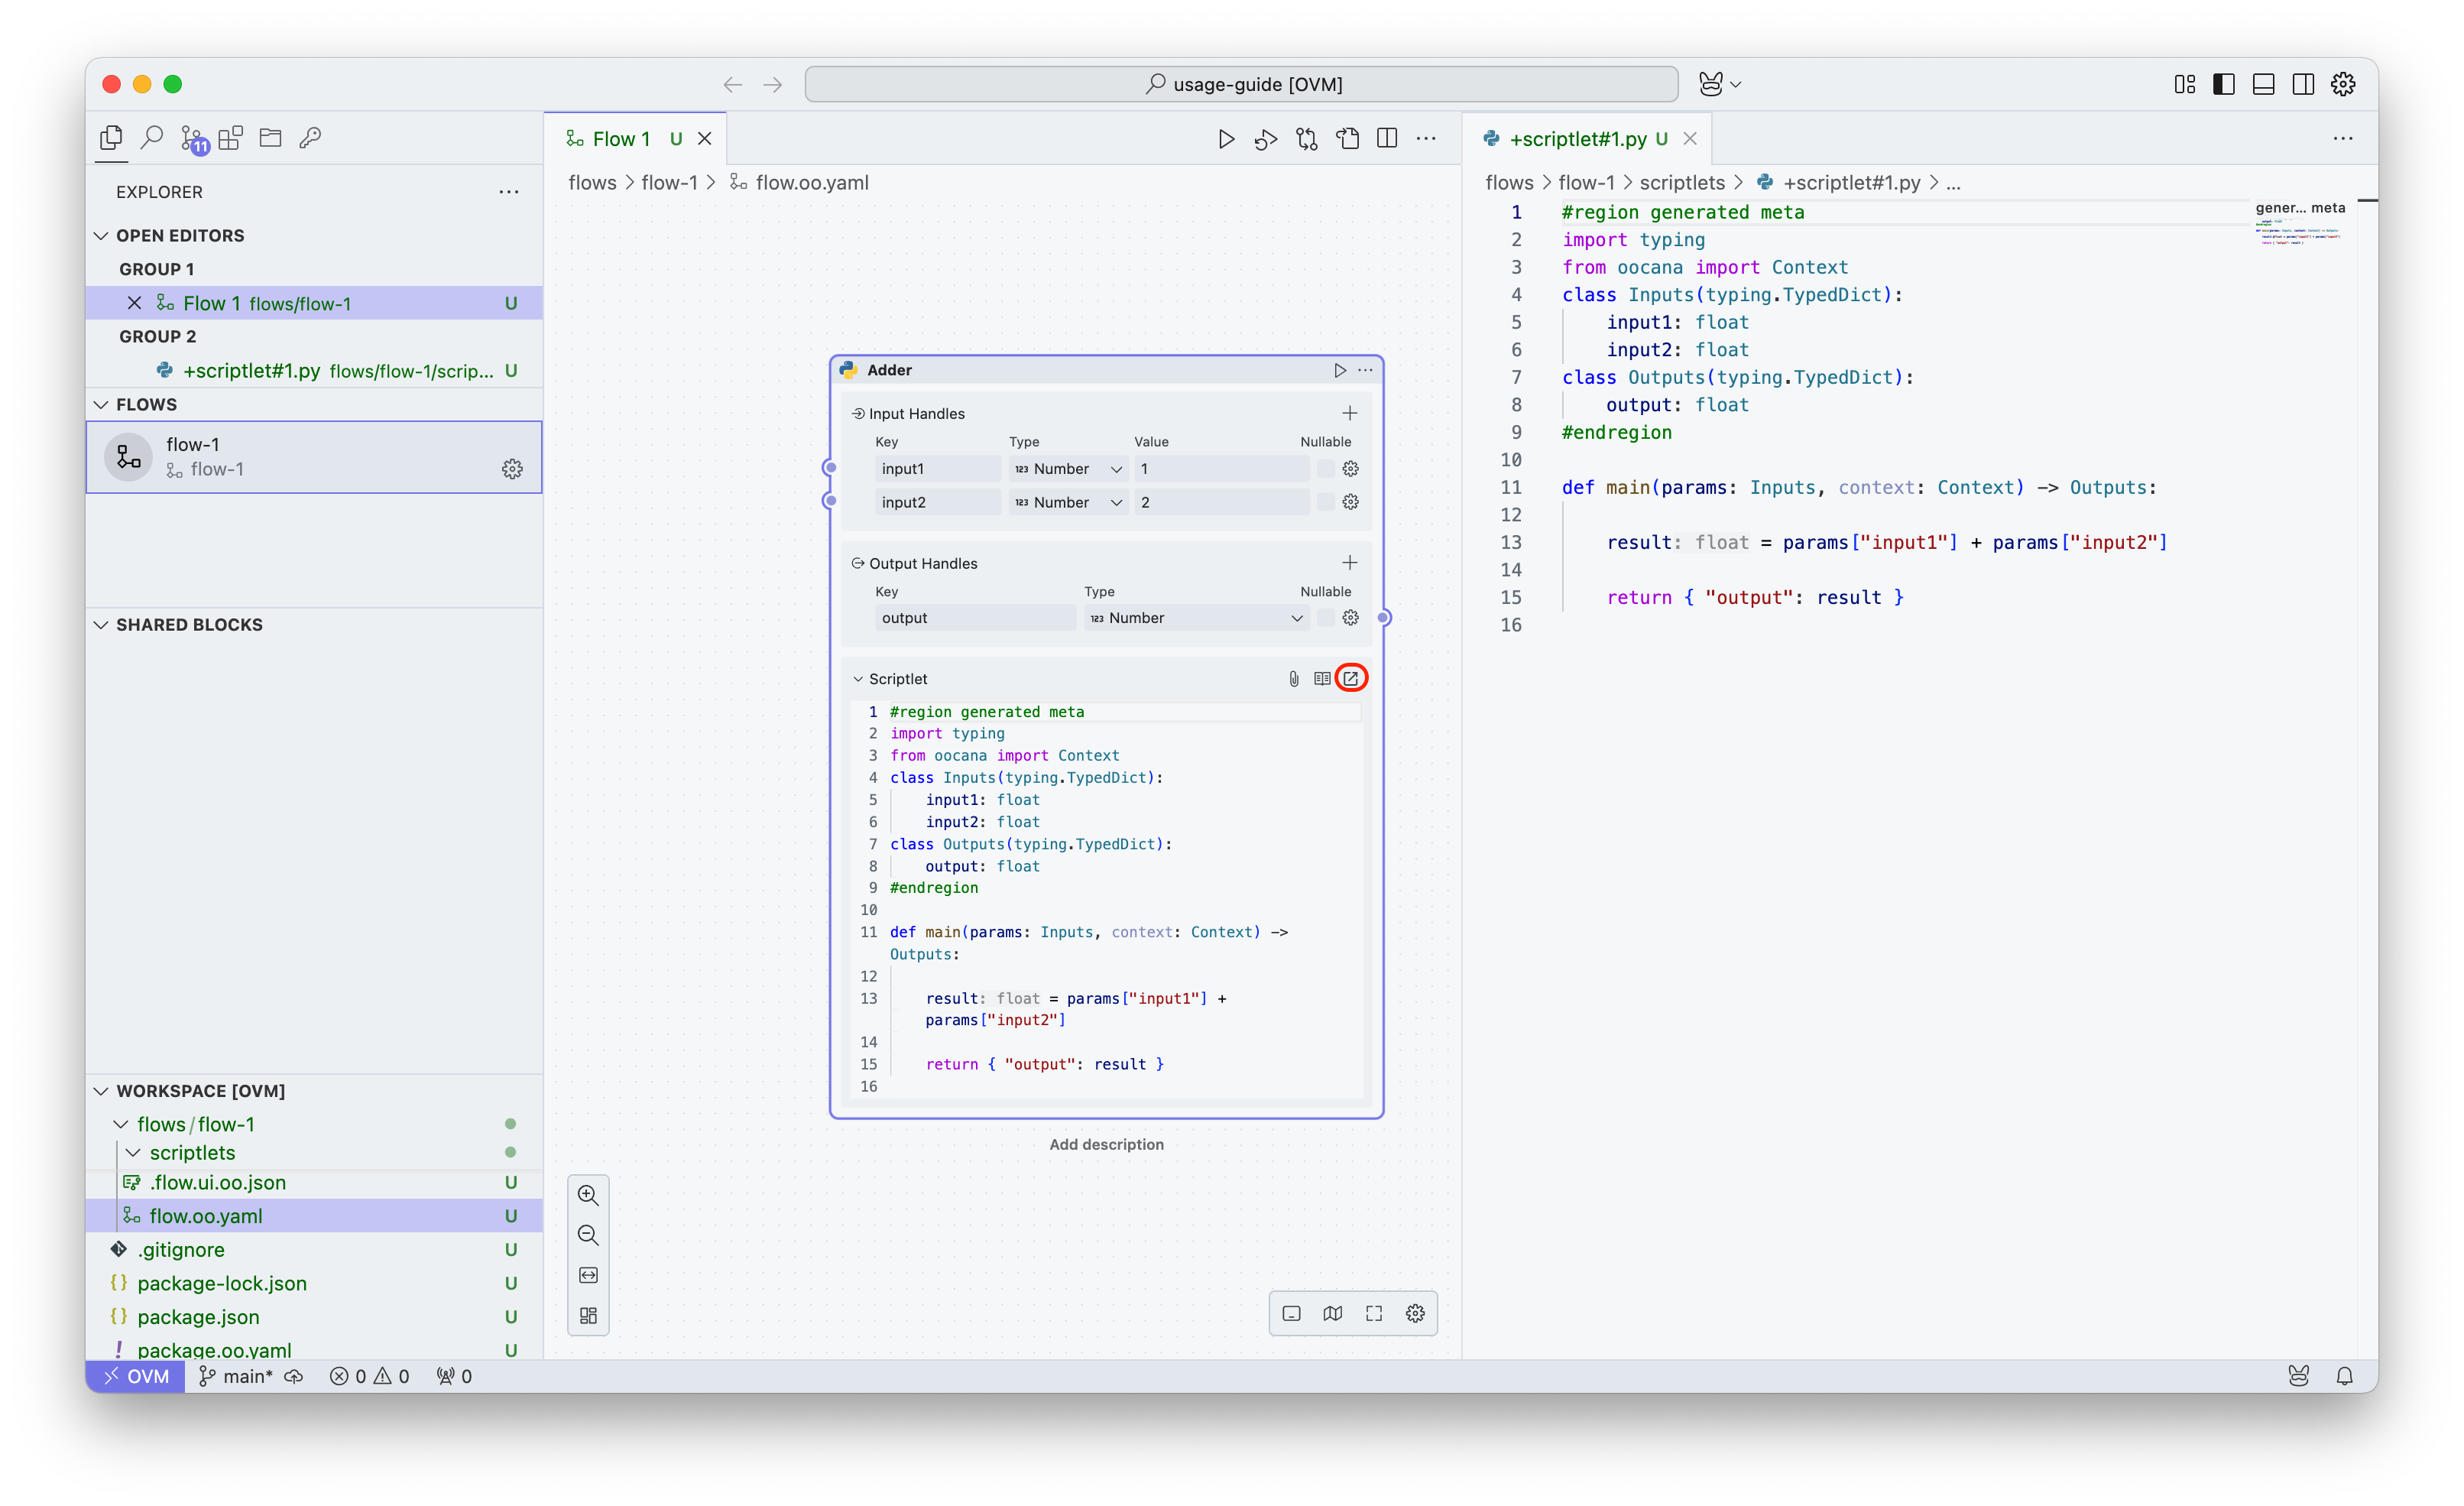 usage-guide [OVM]
11
EXPLORER
OPEN EDITORS
GROUP 1
Flow 1 flows/flow-1 U
GROUP 2
+scriptlet#1.py flows/flow-1/scrip... U
FLOWS
flow-1
flow-1
SHARED BLOCKS
WORKSPACE [OVM]
flows/flow-1
scriptlets
.flow.ui.oo.json U
flow.oo.yaml U
.gitignore U
package-lock.json U
package.json U
package.oo.yaml U
Flow 1 U
flows > flow-1 > flow.oo.yaml
Adder
Input Handles
Key Type Value Nullable
input1 123 Number 1
input2 123 Number 2
Output Handles
Key Type Nullable
output 123 Number
Scriptlet
1 #region generated meta
2 import typing
3 from oocana import Context
4 class Inputs(typing.TypedDict):
5 input1: float
6 input2: float
7 class Outputs(typing.TypedDict):
8 output: float
9 #endregion
10
11 def main(params: Inputs, context: Context) ->
Outputs:
12
13 result: float = params["input1"] +
params["input2"]
14
15 return { "output": result }
16
Add description
+scriptlet#1.py U
flows > flow-1 > scriptlets > +scriptlet#1.py > ...
gener... meta
1 #region generated meta
2 import typing
3 from oocana import Context
4 class Inputs(typing.TypedDict):
5 input1: float
6 input2: float
7 class Outputs(typing.TypedDict):
8 output: float
9 #endregion
10
11 def main(params: Inputs, context: Context) -> Outputs:
12
13 result: float = params["input1"] + params["input2"]
14
15 return { "output": result }
16
OVM main* 0 0 0